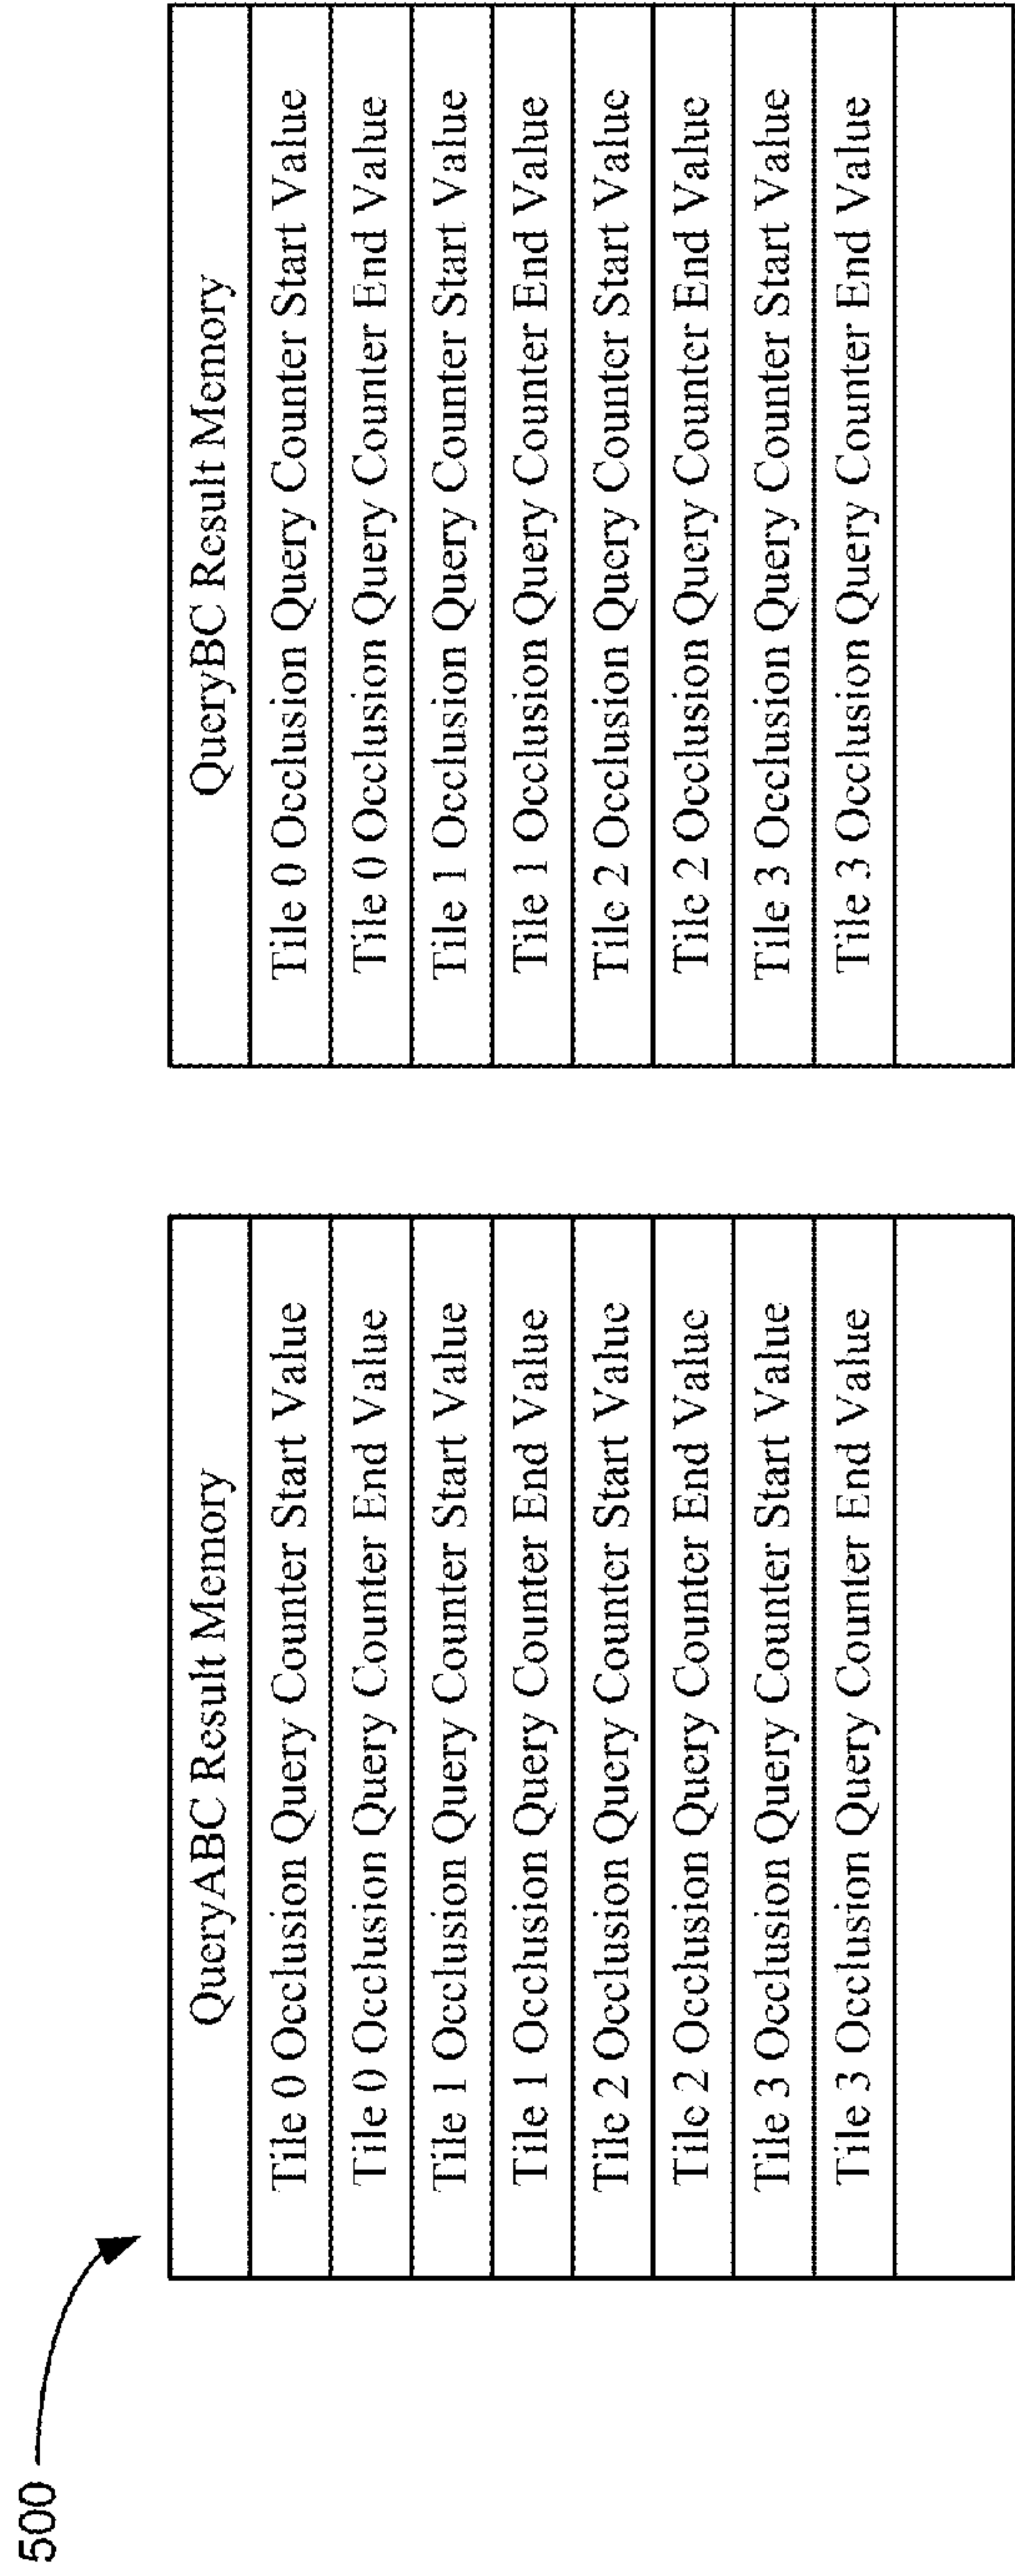 500
QueryABC Result Memory
Tile 0 Occlusion Query Counter Start Value
Tile 0 Occlusion Query Counter End Value
Tile 1 Occlusion Query Counter Start Value
Tile 1 Occlusion Query Counter End Value
Tile 2 Occlusion Query Counter Start Value
Tile 2 Occlusion Query Counter End Value
Tile 3 Occlusion Query Counter Start Value
Tile 3 Occlusion Query Counter End Value
QueryBC Result Memory
Tile 0 Occlusion Query Counter Start Value
Tile 0 Occlusion Query Counter End Value
Tile 1 Occlusion Query Counter Start Value
Tile 1 Occlusion Query Counter End Value
Tile 2 Occlusion Query Counter Start Value
Tile 2 Occlusion Query Counter End Value
Tile 3 Occlusion Query Counter Start Value
Tile 3 Occlusion Query Counter End Value